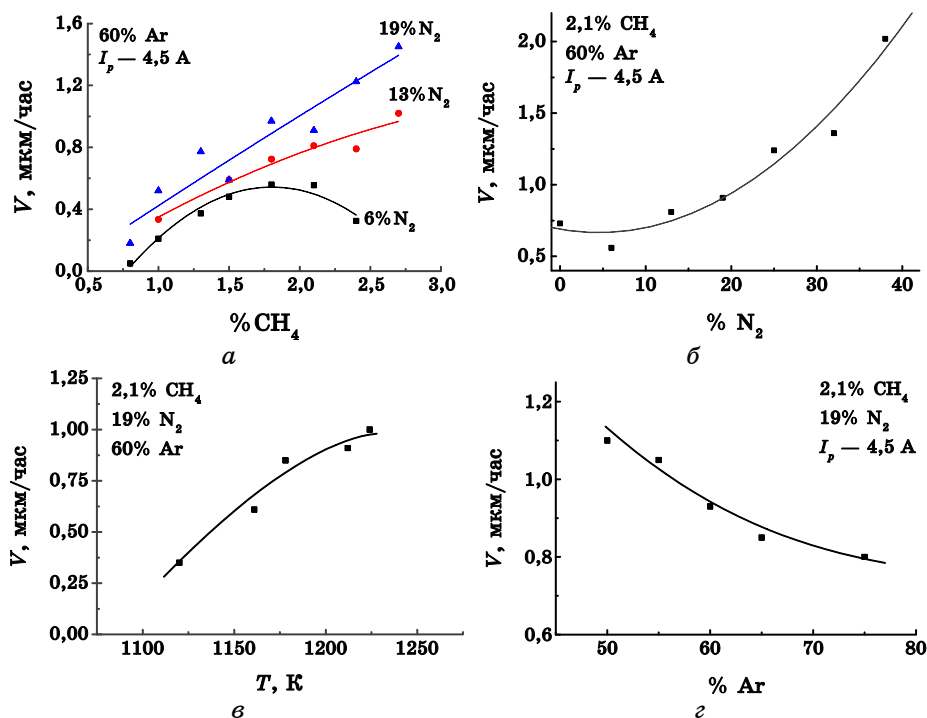 60% Ar
I_p — 4,5 А
19% N₂
13% N₂
6% N₂
V, мкм/час
1,6
1,2
0,8
0,4
0,0
0,5
1,0
1,5
2,0
2,5
3,0
% CH₄
а
2,1% CH₄
60% Ar
I_p — 4,5 А
V, мкм/час
2,0
1,5
1,0
0,5
0
10
20
30
40
% N₂
б
2,1% CH₄
19% N₂
60% Ar
V, мкм/час
1,25
1,00
0,75
0,50
0,25
0,00
1100
1150
1200
1250
T, К
в
2,1% CH₄
19% N₂
I_p — 4,5 А
V, мкм/час
1,2
1,0
0,8
0,6
50
60
70
80
% Ar
г